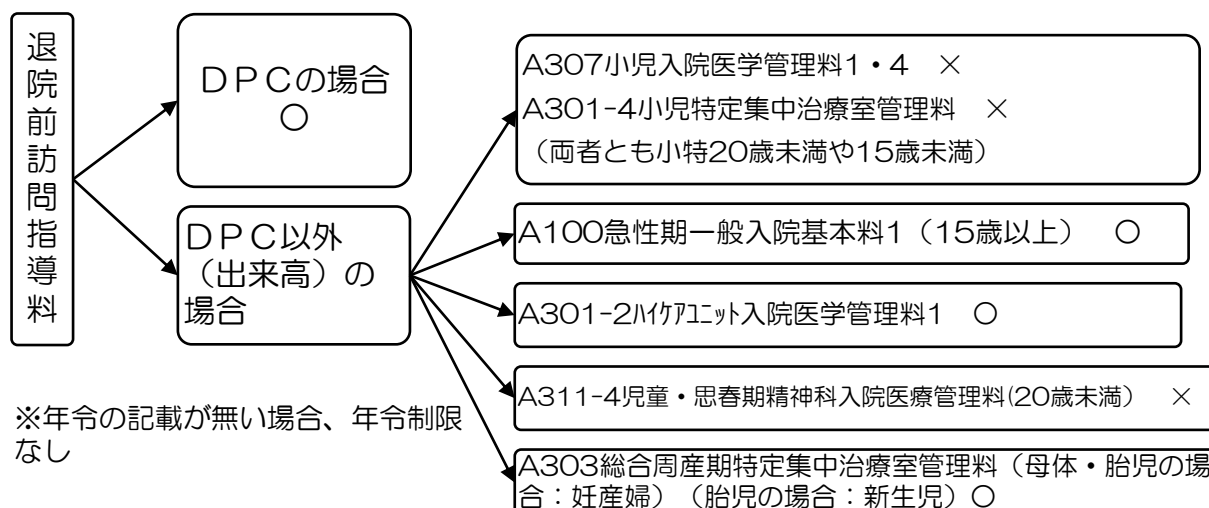 退院前訪問指導料
DPCの場合
〇
DPC以外
（出来高）の
場合
※年令の記載が無い場合、年令制限
なし
A307小児入院医学管理料1・4　×
A301-4小児特定集中治療室管理料　×
（両者とも小特20歳未満や15歳未満）
A100急性期一般入院基本料1（15歳以上）　〇
A301-2ﾊｲｹｱﾕﾆｯﾄ入院医学管理料1　〇
A311-4児童・思春期精神科入院医療管理料(20歳未満）　×
A303総合周産期特定集中治療室管理料（母体・胎児の場
合：妊産婦）（胎児の場合：新生児）〇